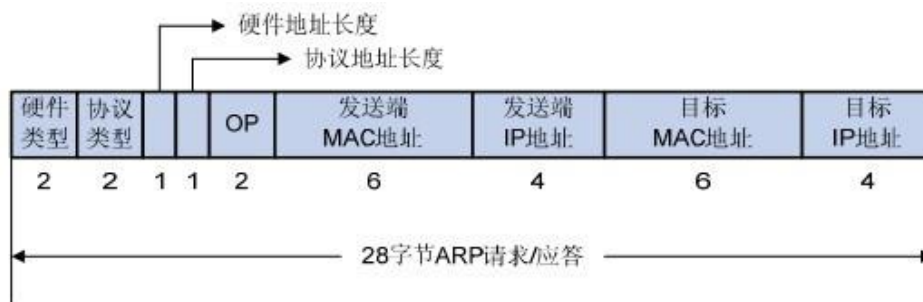 硬件地址长度
协议地址长度
硬件 协议 发送端 发送端 目标 目标
类型 类型 OP MAC地址 IP地址 MAC地址 IP地址
2 2 1 1 2 6 4 6 4
28字节ARP请求/应答